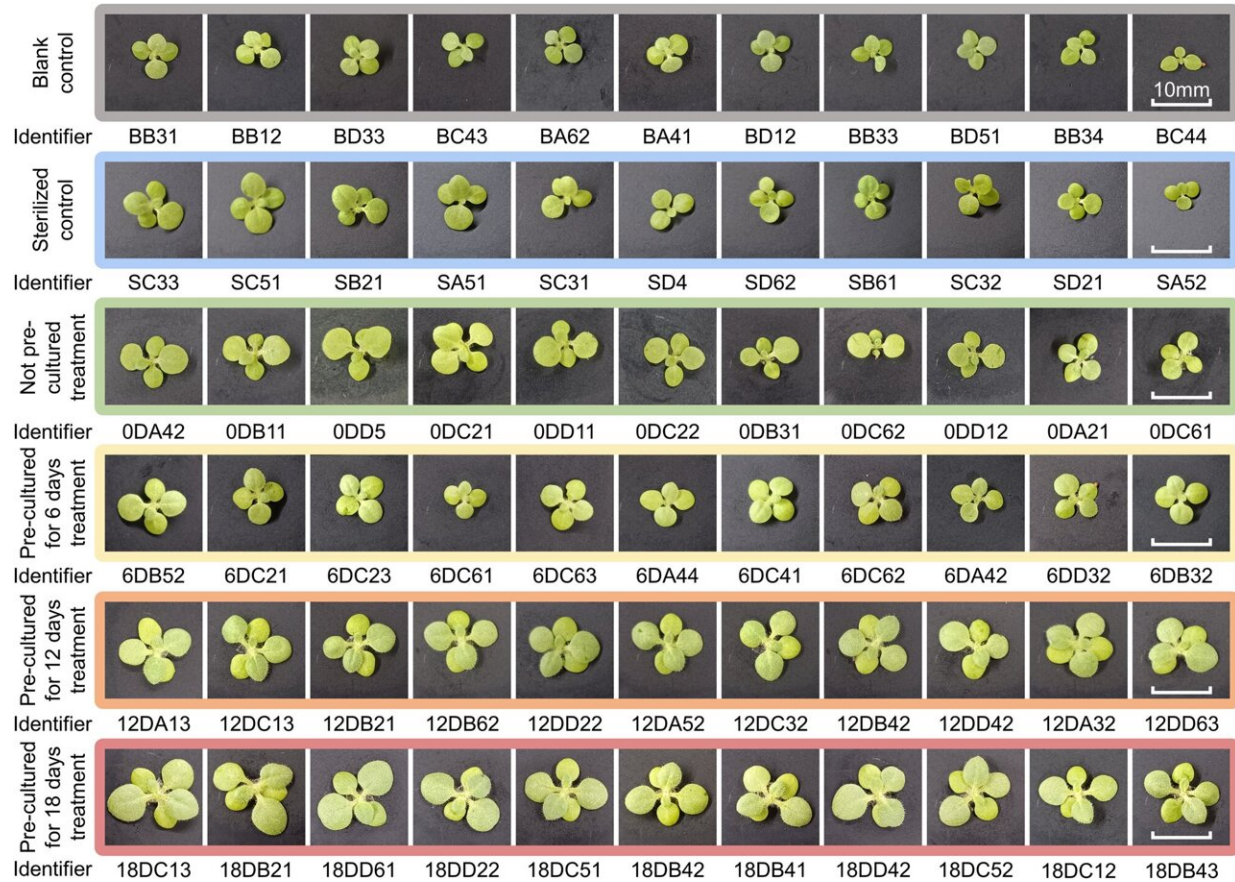 Blank
control
10mm
Identifier BB31 BB12 BD33 BC43 BA62 BA41 BD12 BB33 BD51 BB34 BC44
Sterilized
control
Identifier SC33 SC51 SB21 SA51 SC31 SD4 SD62 SB61 SC32 SD21 SA52
Not pre-
cultured
treatment
Identifier 0DA42 0DB11 0DD5 0DC21 0DD11 0DC22 0DB31 0DC62 0DD12 0DA21 0DC61
Pre-cultured
for 6 days
treatment
Identifier 6DB52 6DC21 6DC23 6DC61 6DC63 6DA44 6DC41 6DC62 6DA42 6DD32 6DB32
Pre-cultured
for 12 days
treatment
Identifier 12DA13 12DC13 12DB21 12DB62 12DD22 12DA52 12DC32 12DB42 12DD42 12DA32 12DD63
Pre-cultured
for 18 days
treatment
Identifier 18DC13 18DB21 18DD61 18DD22 18DC51 18DB42 18DB41 18DD42 18DC52 18DC12 18DB43